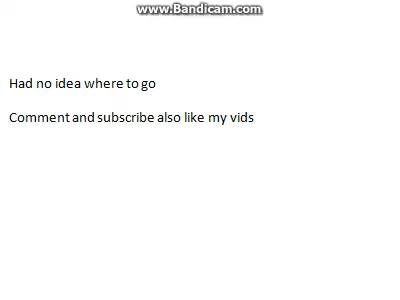 www.Bandicam.com
Had no idea where to go
Comment and subscribe also like my vids